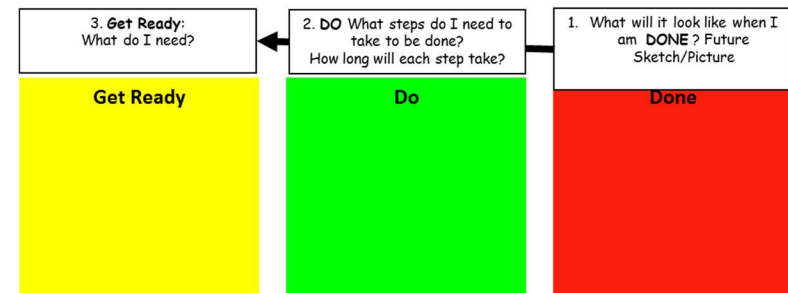 3. Get Ready:
What do I need?
2. DO What steps do I need to
take to be done?
How long will each step take?
1. What will it look like when I
am DONE ? Future
Sketch/Picture
Get Ready
Do
Done